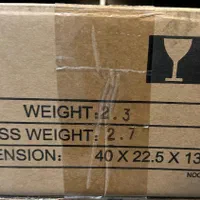 WEIGHT: 2.3
SS WEIGHT: 2.7
ENSION: 40 X 22.5 X 13